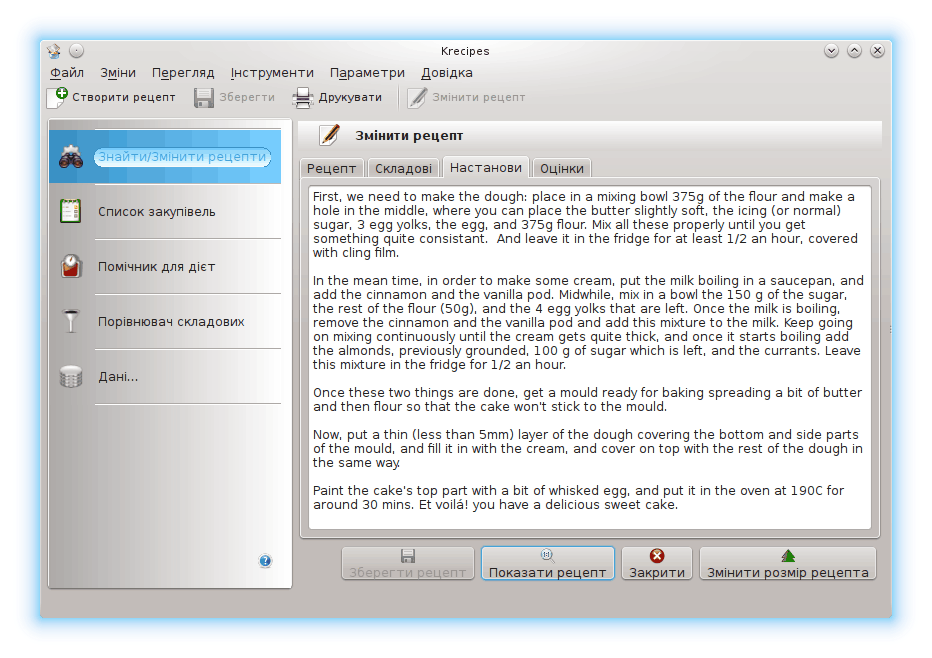 Krecipes
Файл Зміни Перегляд Інструменти Параметри Довідка
Створити рецепт Зберегти Друкувати Змінити рецепт
Знайти/Змінити рецепти
Список закупівель
Помічник для дієт
Порівнювач складових
Дані...
Змінити рецепт
Рецепт Складові Настанови Оцінки
First, we need to make the dough: place in a mixing bowl 375g of the flour and make a
hole in the middle, where you can place the butter slightly soft, the icing (or normal)
sugar, 3 egg yolks, the egg, and 375g flour. Mix all these properly until you get
something quite consistant.  And leave it in the fridge for at least 1/2 an hour, covered
with cling film.
In the mean time, in order to make some cream, put the milk boiling in a saucepan, and
add the cinnamon and the vanilla pod. Midwhile, mix in a bowl the 150 g of the sugar,
the rest of the flour (50g), and the 4 egg yolks that are left. Once the milk is boiling,
remove the cinnamon and the vanilla pod and add this mixture to the milk. Keep going
on mixing continuously until the cream gets quite thick, and once it starts boiling add
the almonds, previously grounded, 100 g of sugar which is left, and the currants. Leave
this mixture in the fridge for 1/2 an hour.
Once these two things are done, get a mould ready for baking spreading a bit of butter
and then flour so that the cake won't stick to the mould.
Now, put a thin (less than 5mm) layer of the dough covering the bottom and side parts
of the mould, and fill it in with the cream, and cover on top with the rest of the dough in
the same way.
Paint the cake's top part with a bit of whisked egg, and put it in the oven at 190C for
around 30 mins. Et voilá! you have a delicious sweet cake.
Зберегти рецепт Показати рецепт Закрити Змінити розмір рецепта